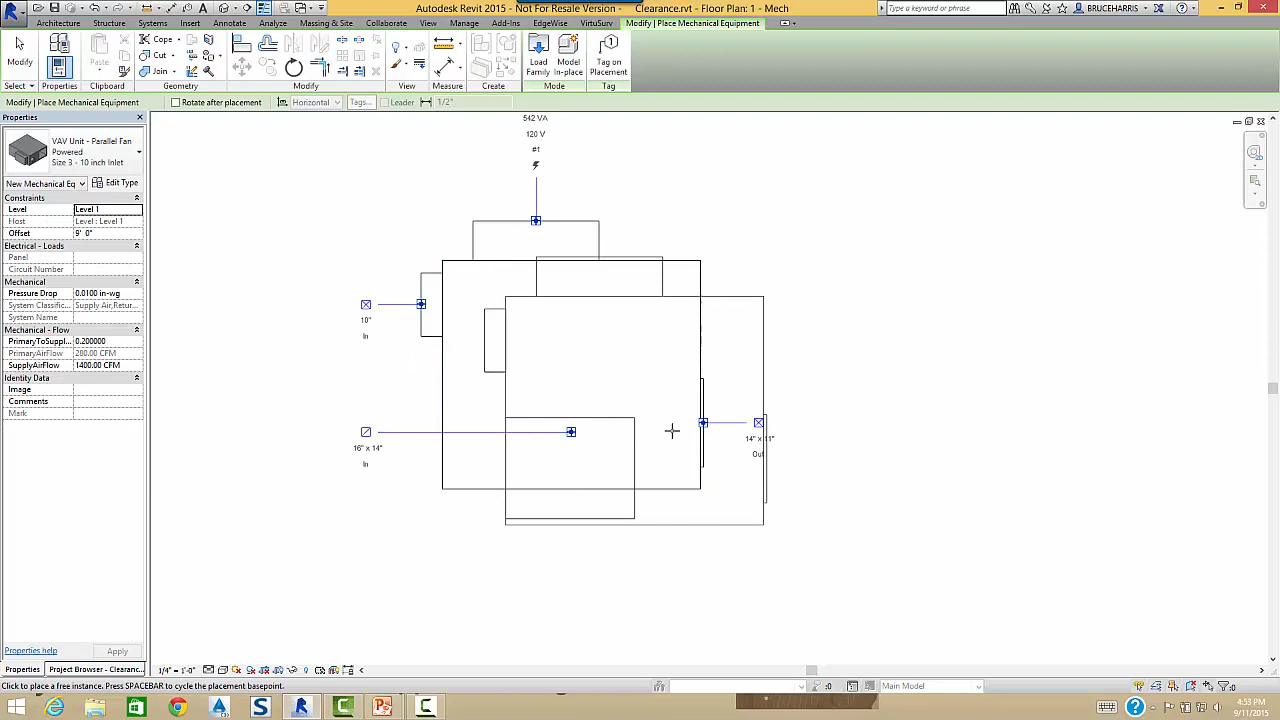 Autodesk Revit 2015 - Not For Resale Version - Clearance.rvt - Floor Plan: 1 - Mech
Type a keyword or phrase
BRUCEHARRIS
Architecture Structure Systems Insert Annotate Analyze Massing & Site Collaborate View Manage Add-Ins EdgeWise VirtuSurv Modify | Place Mechanical Equipment
Modify
Paste
Cope
Cut
Join
Load Family
Model In-place
Tag on Placement
Select Properties Clipboard Geometry Modify View Measure Create Mode Tag
Modify | Place Mechanical Equipment
Rotate after placement
Horizontal
Tags...
Leader
1/2"
Properties
VAV Unit - Parallel Fan
Powered
Size 3 - 10 inch Inlet
New Mechanical Eq
Edit Type
Constraints
Level Level 1
Host Level : Level 1
Offset 9' 0"
Electrical - Loads
Panel
Circuit Number
Mechanical
Pressure Drop 0.0100 in-wg
System Classific... Supply Air,Retur...
System Name
Mechanical - Flow
PrimaryToSuppl... 0.200000
PrimaryAirFlow 280.00 CFM
SupplyAirFlow 1400.00 CFM
Identity Data
Image
Comments
Mark
542 VA
120 V
#1
10"
In
16" x 14"
In
14" x 11"
Out
Properties help
Apply
Properties
Project Browser - Clearanc...
1/4" = 1'-0"
Click to place a free instance. Press SPACEBAR to cycle the placement basepoint.
:0
Main Model
:0
4:53 PM
9/11/2015